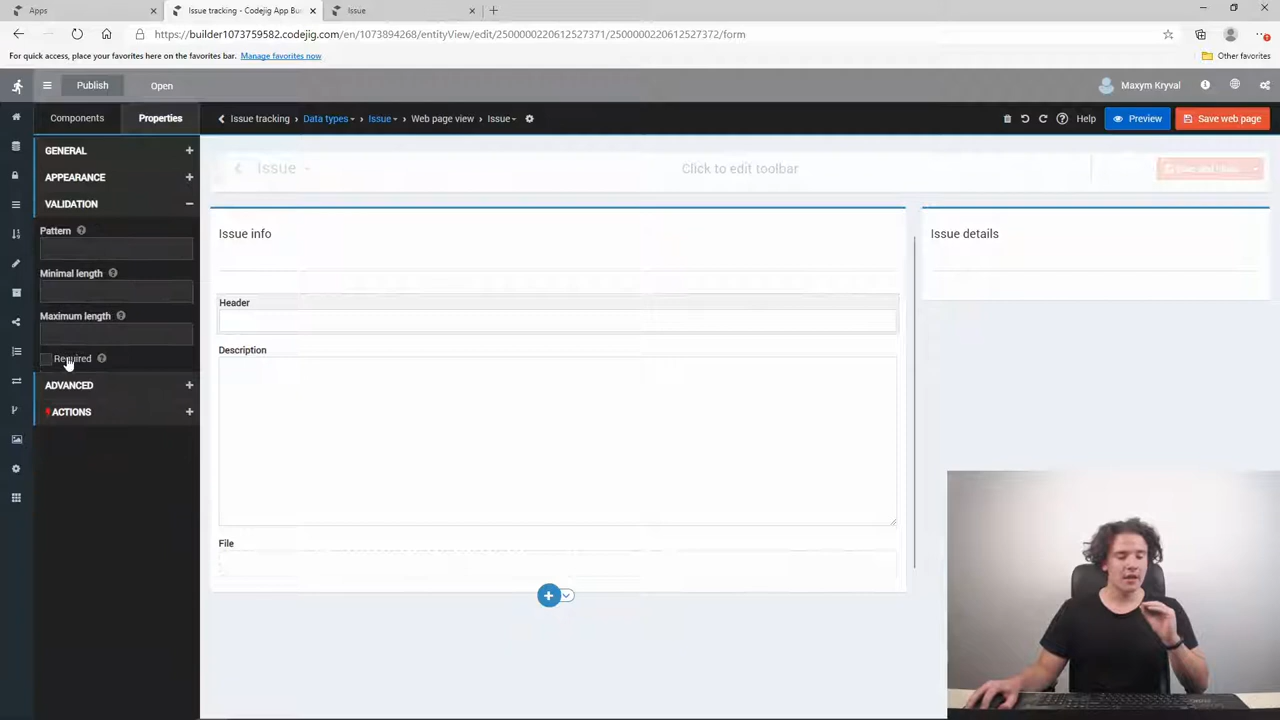 Apps
Issue tracking - Codejig App Bu
Issue
https://builder1073759582.codejig.com/en/1073894268/entityView/edit/2500000220612527371/2500000220612527372/form
For quick access, place your favorites here on the favorites bar. Manage favorites now
Other favorites
Publish
Open
Maxym Kryval
Components
Properties
Issue tracking
Data types
Issue
Web page view
Issue
Help
Preview
Save web page
GENERAL
APPEARANCE
VALIDATION
Pattern
Minimal length
Maximum length
Required
ADVANCED
ACTIONS
Issue
Click to edit toolbar
Issue info
Header
Description
File
Issue details